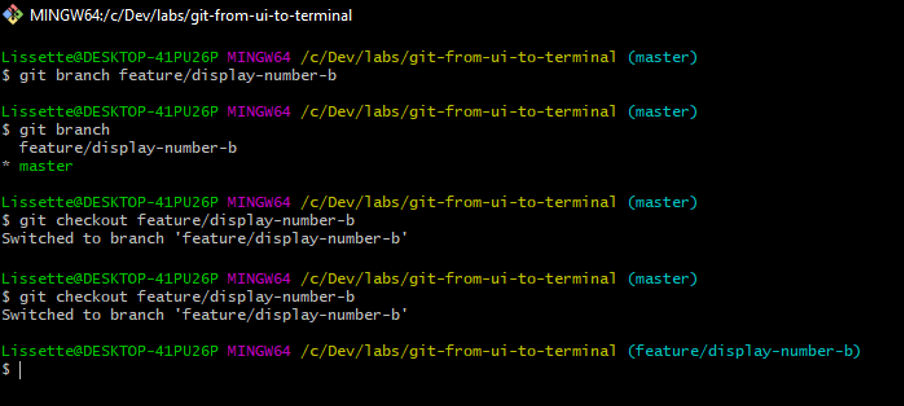 MINGW64:/c/Dev/labs/git-from-ui-to-terminal
Lissette@DESKTOP-41PU26P MINGW64 /c/Dev/labs/git-from-ui-to-terminal (master)
$ git branch feature/display-number-b
Lissette@DESKTOP-41PU26P MINGW64 /c/Dev/labs/git-from-ui-to-terminal (master)
$ git branch
  feature/display-number-b
* master
Lissette@DESKTOP-41PU26P MINGW64 /c/Dev/labs/git-from-ui-to-terminal (master)
$ git checkout feature/display-number-b
Switched to branch 'feature/display-number-b'
Lissette@DESKTOP-41PU26P MINGW64 /c/Dev/labs/git-from-ui-to-terminal (master)
$ git checkout feature/display-number-b
Switched to branch 'feature/display-number-b'
Lissette@DESKTOP-41PU26P MINGW64 /c/Dev/labs/git-from-ui-to-terminal (feature/display-number-b)
$